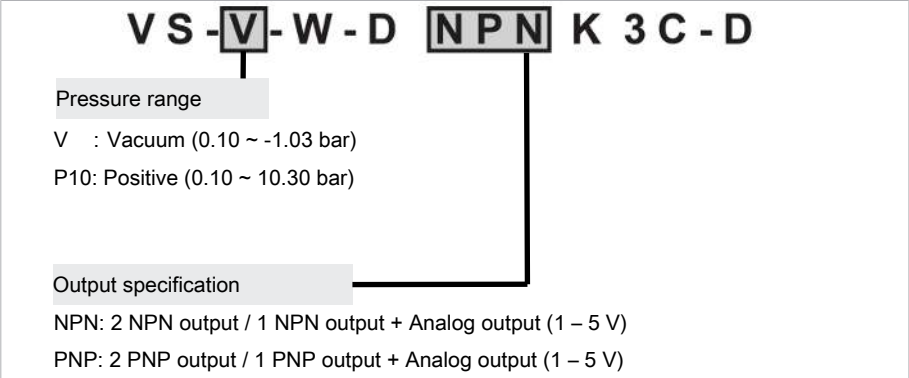 VS-V-W-D NPN K 3C-D
Pressure range
V : Vacuum (0.10 ~ -1.03 bar)
P10: Positive (0.10 ~ 10.30 bar)
Output specification
NPN: 2 NPN output / 1 NPN output + Analog output (1 – 5 V)
PNP: 2 PNP output / 1 PNP output + Analog output (1 – 5 V)